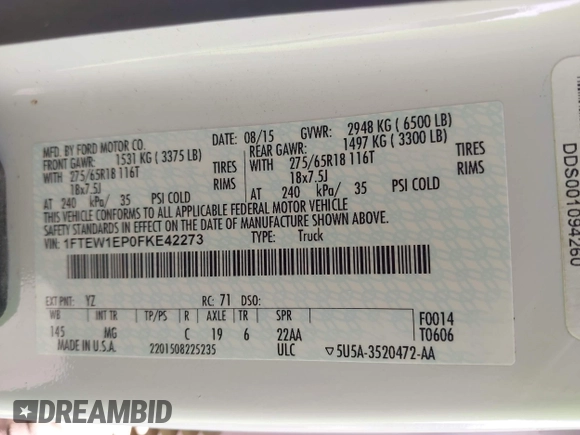 MFD. BY FORD MOTOR CO.
DATE: 08/15 GVWR: 2948 KG ( 6500 LB)
FRONT GAWR: 1531 KG ( 3375 LB)
REAR GAWR: 1497 KG ( 3300 LB)
WITH 275/65R18 116T TIRES
WITH 275/65R18 116T TIRES
18x7.5J RIMS
18x7.5J RIMS
AT 240 kPa/ 35 PSI COLD
AT 240 kPa/ 35 PSI COLD
THIS VEHICLE CONFORMS TO ALL APPLICABLE FEDERAL MOTOR VEHICLE
SAFETY STANDARDS IN EFFECT ON THE DATE OF MANUFACTURE SHOWN ABOVE.
VIN: 1FTEW1EP0FKE42273 TYPE: Truck
EXT PNT: YZ RC: 71 DSO:
WB INT TR TP/PS R AXLE TR SPR
145 MG C 19 6 22AA
F0014
T0606
MADE IN U.S.A. 2201508225235 ULC ▽5U5A-3520472-AA
DDS001094260
DREAMBID